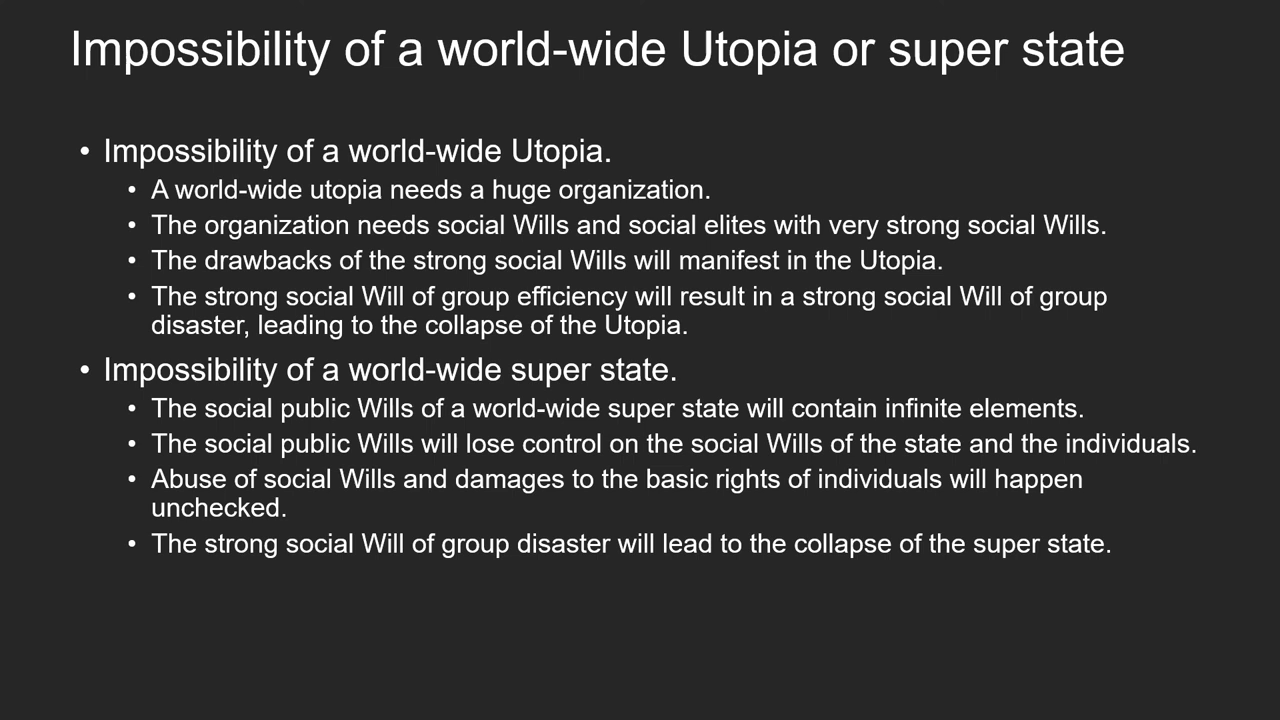 Impossibility of a world-wide Utopia or super state
• Impossibility of a world-wide Utopia.
• A world-wide utopia needs a huge organization.
• The organization needs social Wills and social elites with very strong social Wills.
• The drawbacks of the strong social Wills will manifest in the Utopia.
• The strong social Will of group efficiency will result in a strong social Will of group
disaster, leading to the collapse of the Utopia.
• Impossibility of a world-wide super state.
• The social public Wills of a world-wide super state will contain infinite elements.
• The social public Wills will lose control on the social Wills of the state and the individuals.
• Abuse of social Wills and damages to the basic rights of individuals will happen
unchecked.
• The strong social Will of group disaster will lead to the collapse of the super state.